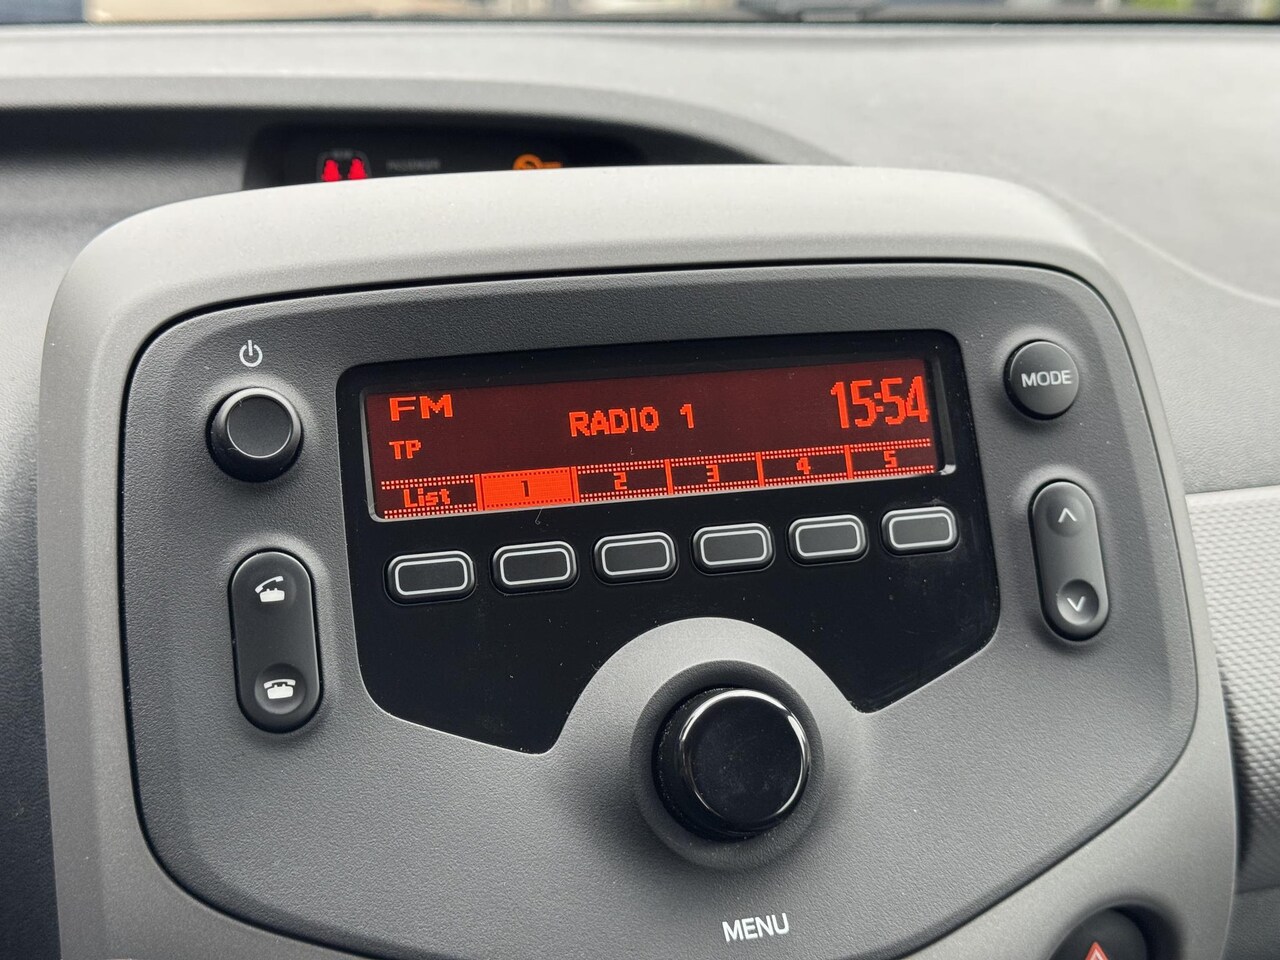 FM
RADIO 1
15:54
TP
List 1 2 3 4 5
MODE
MENU